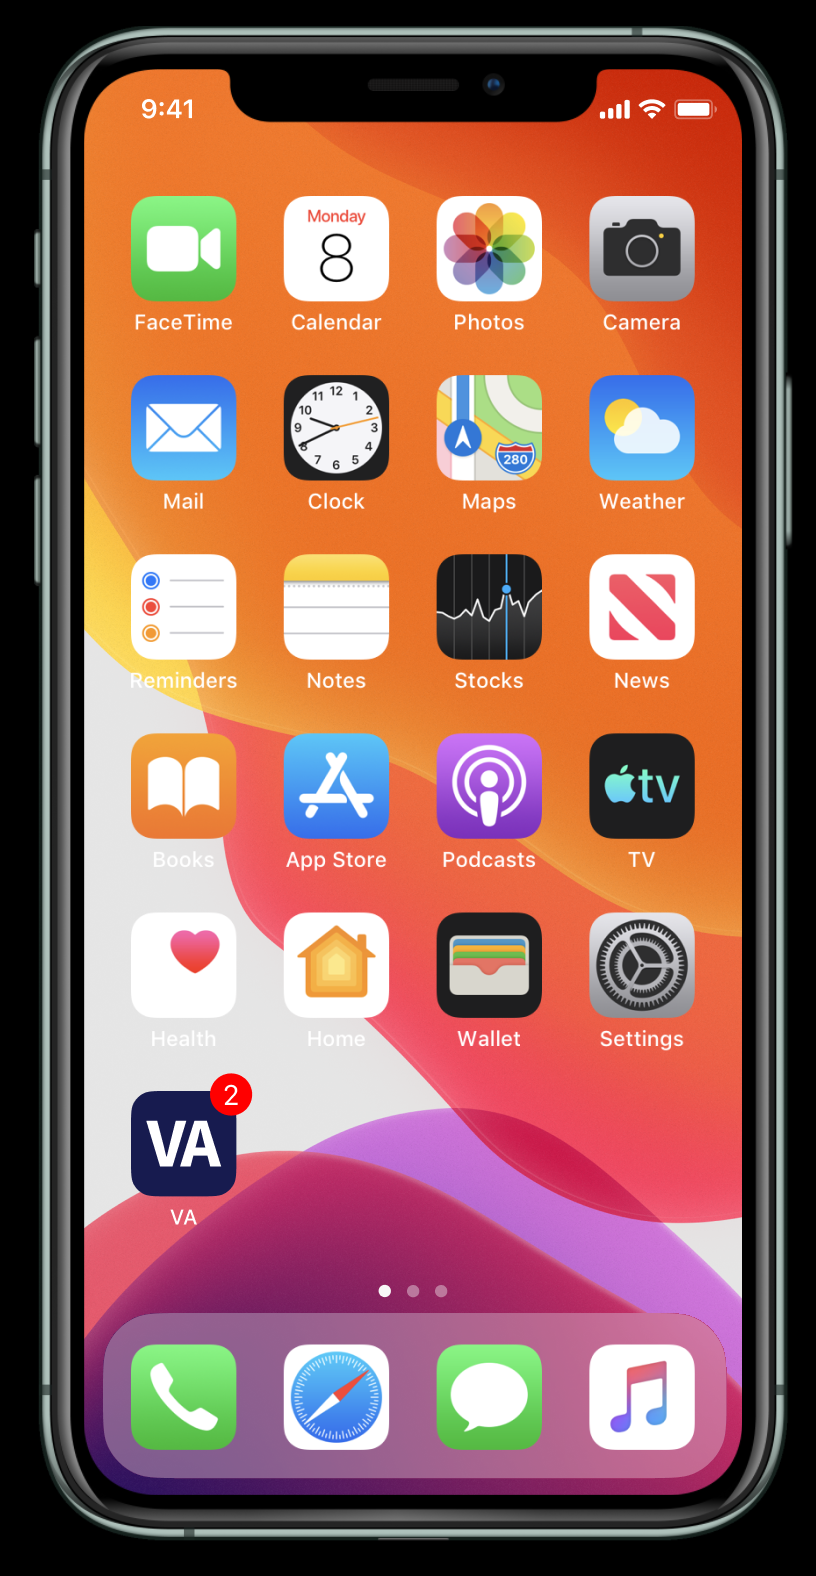 9:41
Monday
8
FaceTime Calendar Photos Camera
12
11 1
10 2
9 3
8 4
7 5
6
280
Mail Clock Maps Weather
Reminders Notes Stocks News
tv
Books App Store Podcasts TV
Health Home Wallet Settings
2
VA
VA